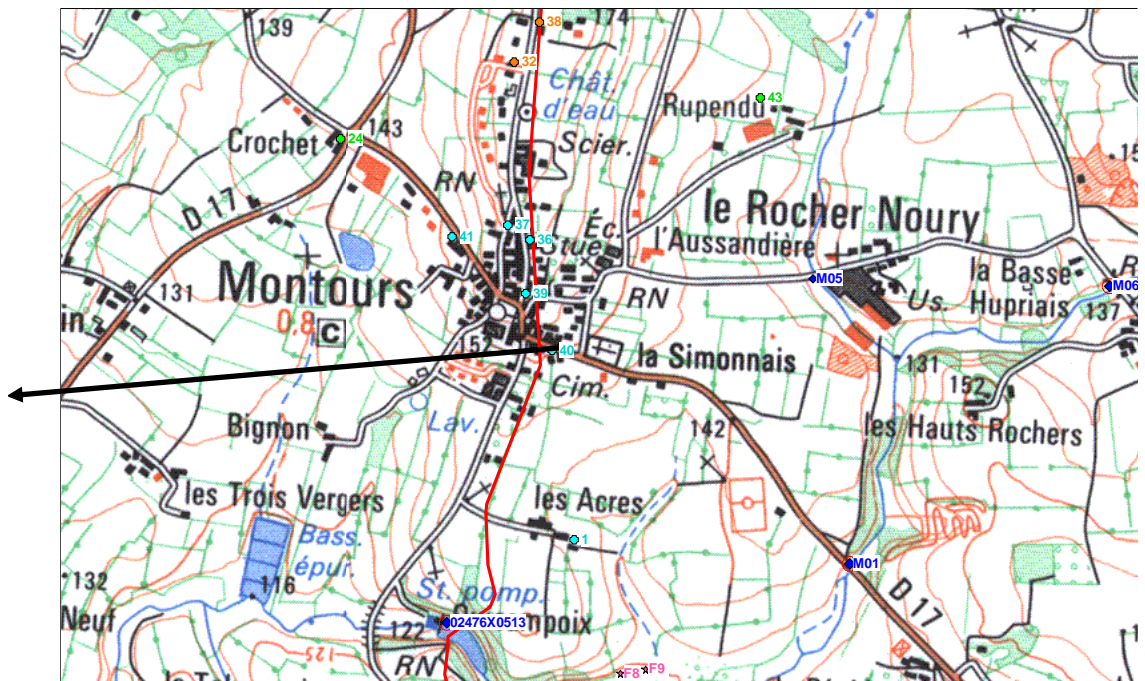 139
38
174
32
Chât.
d'eau
Rupendu
43
143
24
Crochet
Scier.
15
RN
D 17
37
Éc.
le Rocher Noury
41
36
l'Aussandière
Montours
M05
la Basse
Hupriais
R
M06
131
39
RN
Us.
137
in
0,8
C
152
40
la Simonnais
131
Cim.
152
Lav.
142
Bignon
les Hauts Rochers
les Trois Vergers
les Acres
Bass.
épur.
1
M01
132
116
St. pomp.
D 17
Neuf
122
02476X0513
npoix
125
RN
F8
F9